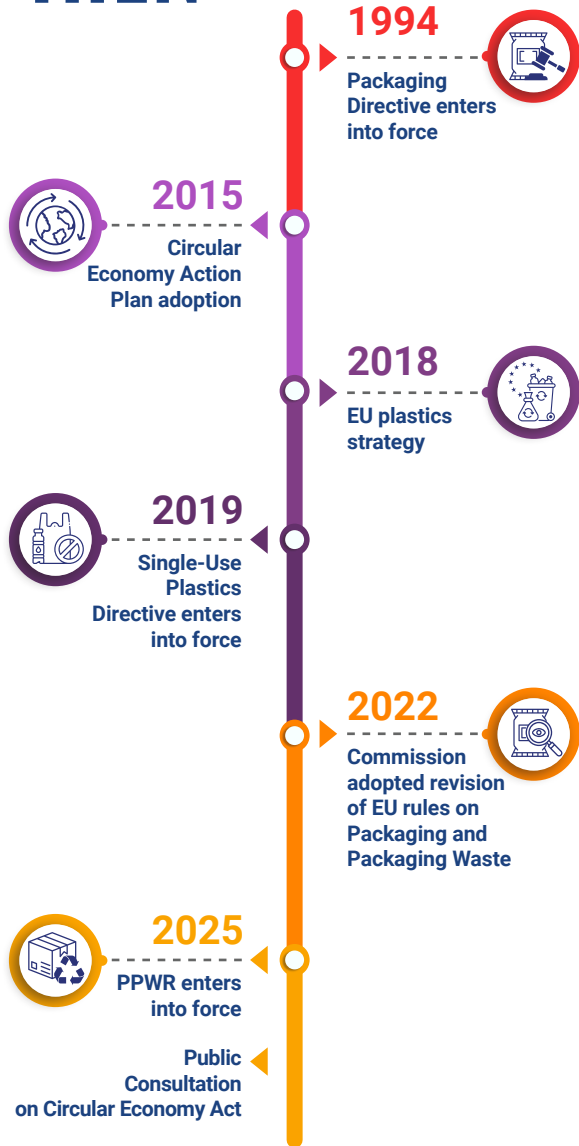 1994
Packaging
Directive enters
into force
2015
Circular
Economy Action
Plan adoption
2018
EU plastics
strategy
2019
Single-Use
Plastics
Directive enters
into force
2022
Commission
adopted revision
of EU rules on
Packaging and
Packaging Waste
2025
PPWR enters
into force
Public
Consultation
on Circular Economy Act